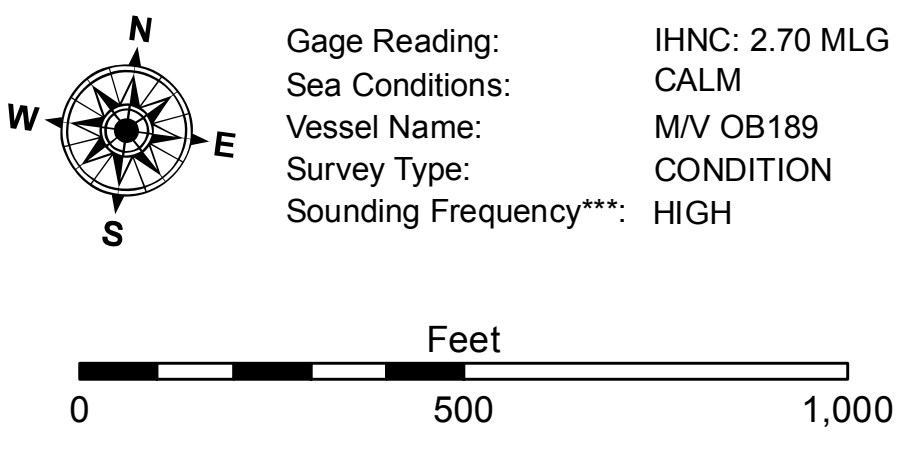 N
W
E
S
Gage Reading: IHNC: 2.70 MLG
Sea Conditions: CALM
Vessel Name: M/V OB189
Survey Type: CONDITION
Sounding Frequency***: HIGH
Feet
0 500 1,000